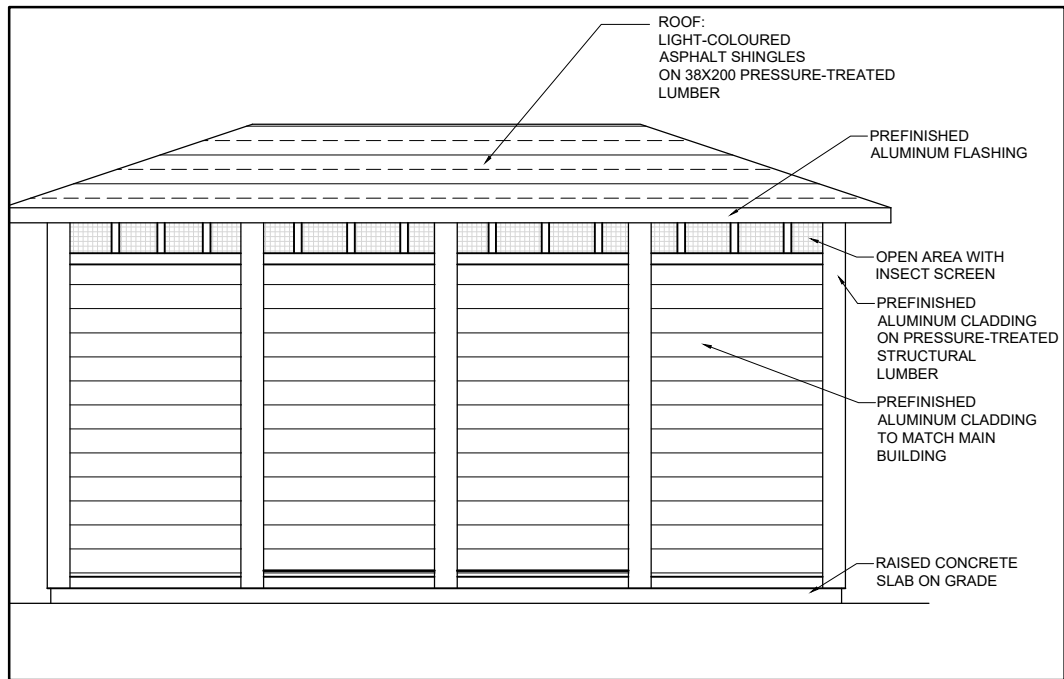 ROOF:
LIGHT-COLOURED
ASPHALT SHINGLES
ON 38X200 PRESSURE-TREATED
LUMBER
PREFINISHED
ALUMINUM FLASHING
OPEN AREA WITH
INSECT SCREEN
PREFINISHED
ALUMINUM CLADDING
ON PRESSURE-TREATED
STRUCTURAL
LUMBER
PREFINISHED
ALUMINUM CLADDING
TO MATCH MAIN
BUILDING
RAISED CONCRETE
SLAB ON GRADE